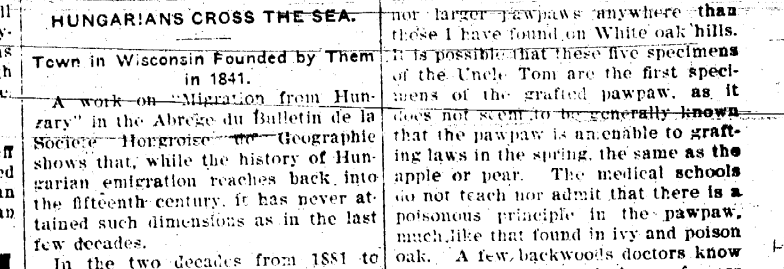 HUNGARIANS CROSS THE SEA.
Town in Wisconsin Founded by Them
in 1841.
A work on "Migration from Hun-
gary" in the Abrege du Bulletin de la
Societe Hongroise de Geographie
shows that, while the history of Hun-
garian emigration reaches back into
the fifteenth century, it has never at-
tained such dimensions as in the last
few decades.
In the two decades from 1881 to
nor larger pawpaws anywhere than
these I have found on White oak hills.
It is possible that these five specimens
of the Uncle Tom are the first speci-
mens of the grafted pawpaw, as it
does not seem to be generally known
that the pawpaw is amenable to graft-
ing laws in the spring, the same as the
apple or pear. The medical schools
do not teach nor admit that there is a
poisonous principle in the pawpaw,
much like that found in ivy and poison
oak. A few backwoods doctors know